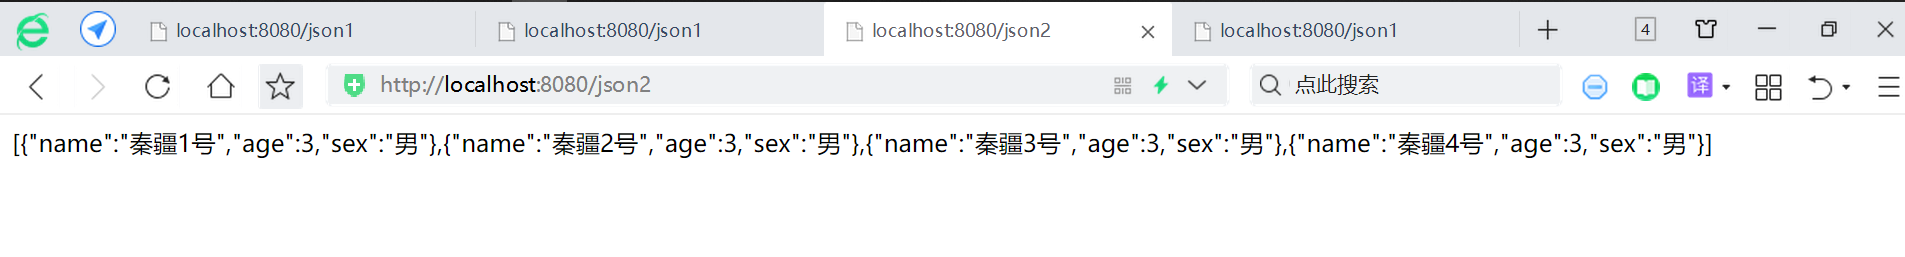 localhost:8080/json1
localhost:8080/json1
localhost:8080/json2
localhost:8080/json1
4
http://localhost:8080/json2
点此搜索
译
[{"name":"秦疆1号","age":3,"sex":"男"},{"name":"秦疆2号","age":3,"sex":"男"},{"name":"秦疆3号","age":3,"sex":"男"},{"name":"秦疆4号","age":3,"sex":"男"}]